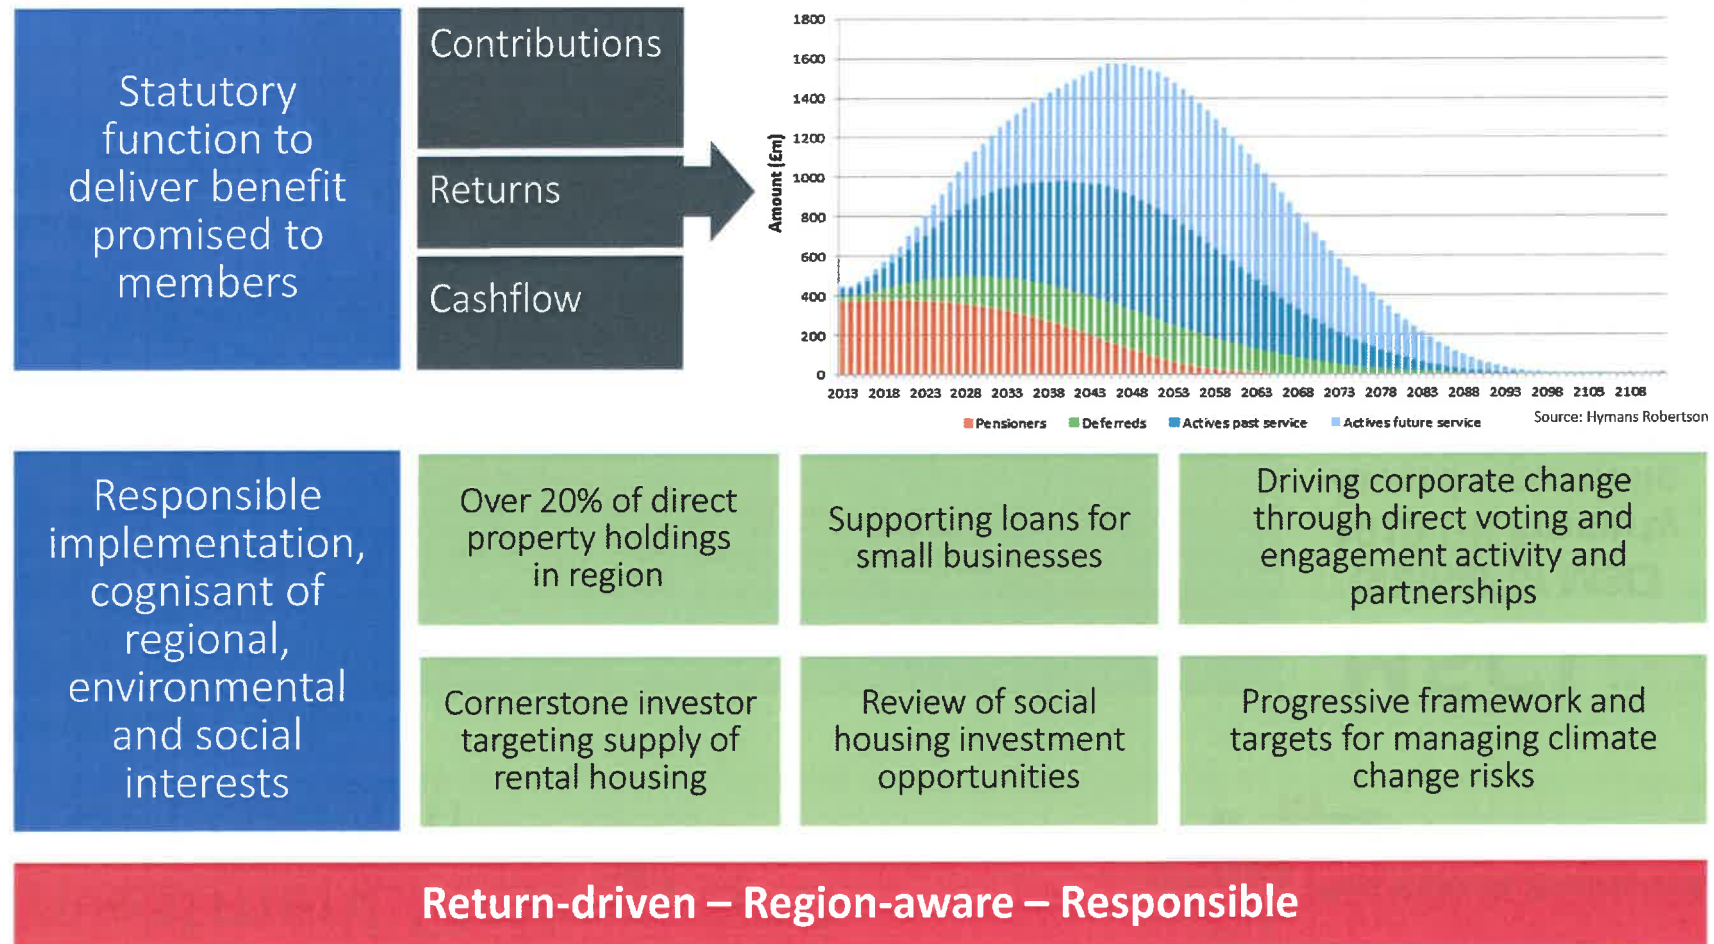 Statutory
function to
deliver benefit
promised to
members
Contributions
Returns
Cashflow
Amount (£m)
1800
1600
1400
1200
1000
800
600
400
200
0
2013 2018 2023 2028 2033 2038 2043 2048 2053 2058 2063 2068 2073 2078 2083 2088 2093 2098 2103 2108
Pensioners Deferreds Actives past service Actives future service
Source: Hymans Robertson
Responsible
implementation,
cognisant of
regional,
environmental
and social
interests
Over 20% of direct
property holdings
in region
Supporting loans for
small businesses
Driving corporate change
through direct voting and
engagement activity and
partnerships
Cornerstone investor
targeting supply of
rental housing
Review of social
housing investment
opportunities
Progressive framework and
targets for managing climate
change risks
Return-driven – Region-aware – Responsible